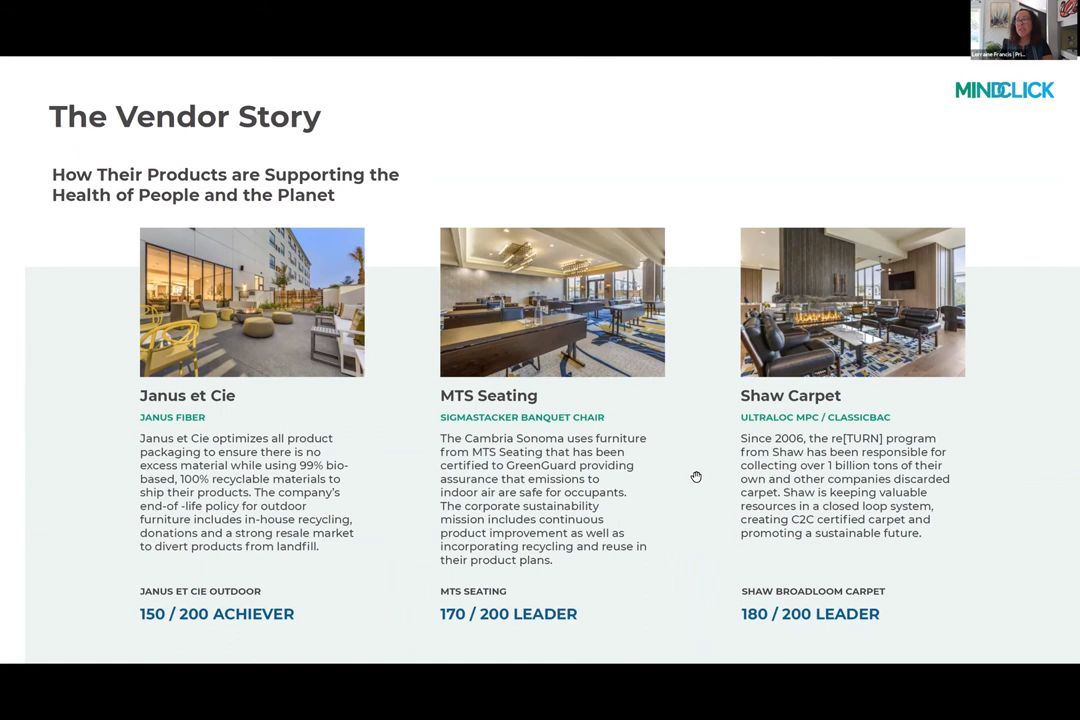 Lorraine Francis | Pri...
MINDCLICK
The Vendor Story
How Their Products are Supporting the
Health of People and the Planet
Janus et Cie
JANUS FIBER
Janus et Cie optimizes all product
packaging to ensure there is no
excess material while using 99% bio-
based, 100% recyclable materials to
ship their products. The company's
end-of -life policy for outdoor
furniture includes in-house recycling,
donations and a strong resale market
to divert products from landfill.
JANUS ET CIE OUTDOOR
150 / 200 ACHIEVER
MTS Seating
SIGMASTACKER BANQUET CHAIR
The Cambria Sonoma uses furniture
from MTS Seating that has been
certified to GreenGuard providing
assurance that emissions to
indoor air are safe for occupants.
The corporate sustainability
mission includes continuous
product improvement as well as
incorporating recycling and reuse in
their product plans.
MTS SEATING
170 / 200 LEADER
Shaw Carpet
ULTRALOC MPC / CLASSICBAC
Since 2006, the re[TURN] program
from Shaw has been responsible for
collecting over 1 billion tons of their
own and other companies discarded
carpet. Shaw is keeping valuable
resources in a closed loop system,
creating C2C certified carpet and
promoting a sustainable future.
SHAW BROADLOOM CARPET
180 / 200 LEADER